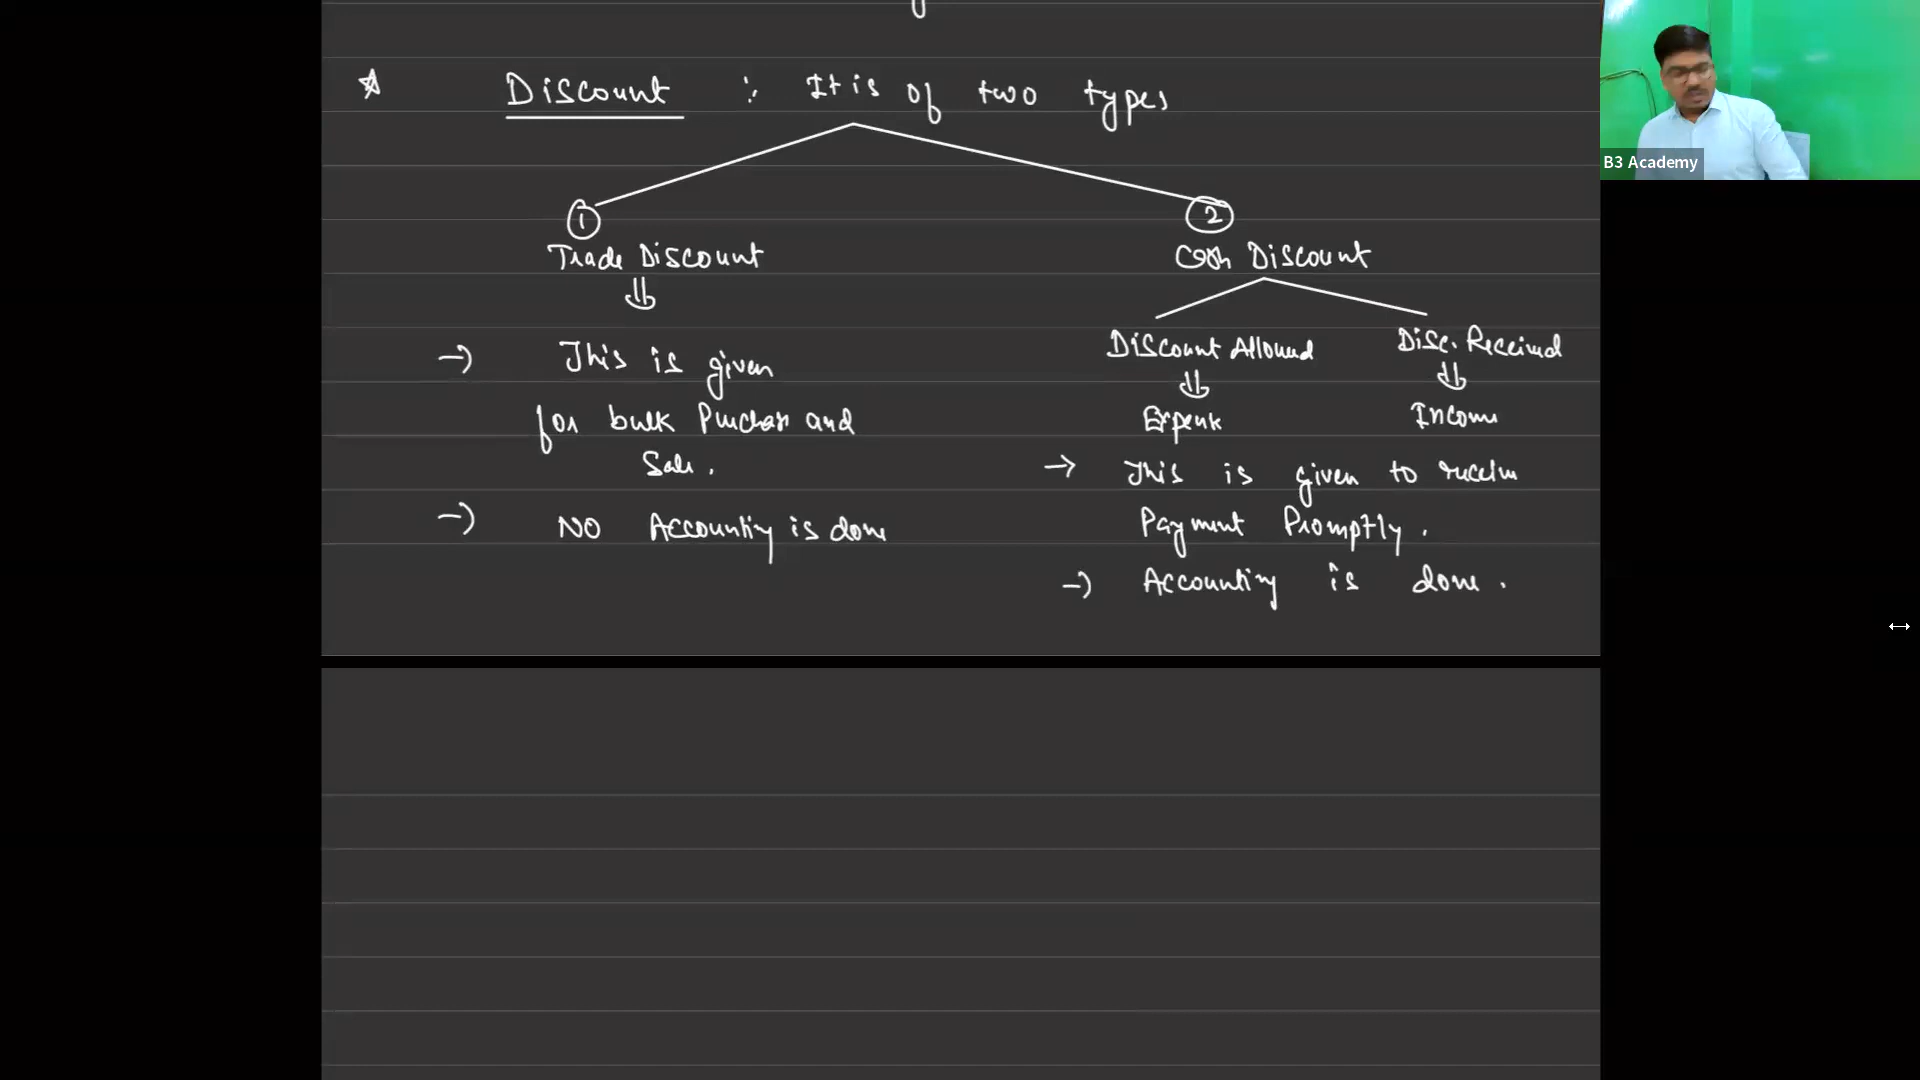 Discount : It is of two types
1
Trade Discount
This is given
for bulk Purchase and
Sale.
No Accounting is done
2
Cash Discount
Discount Allowed
Expense
Disc. Received
Income
This is given to receive
Payment Promptly.
Accounting is done.
B3 Academy